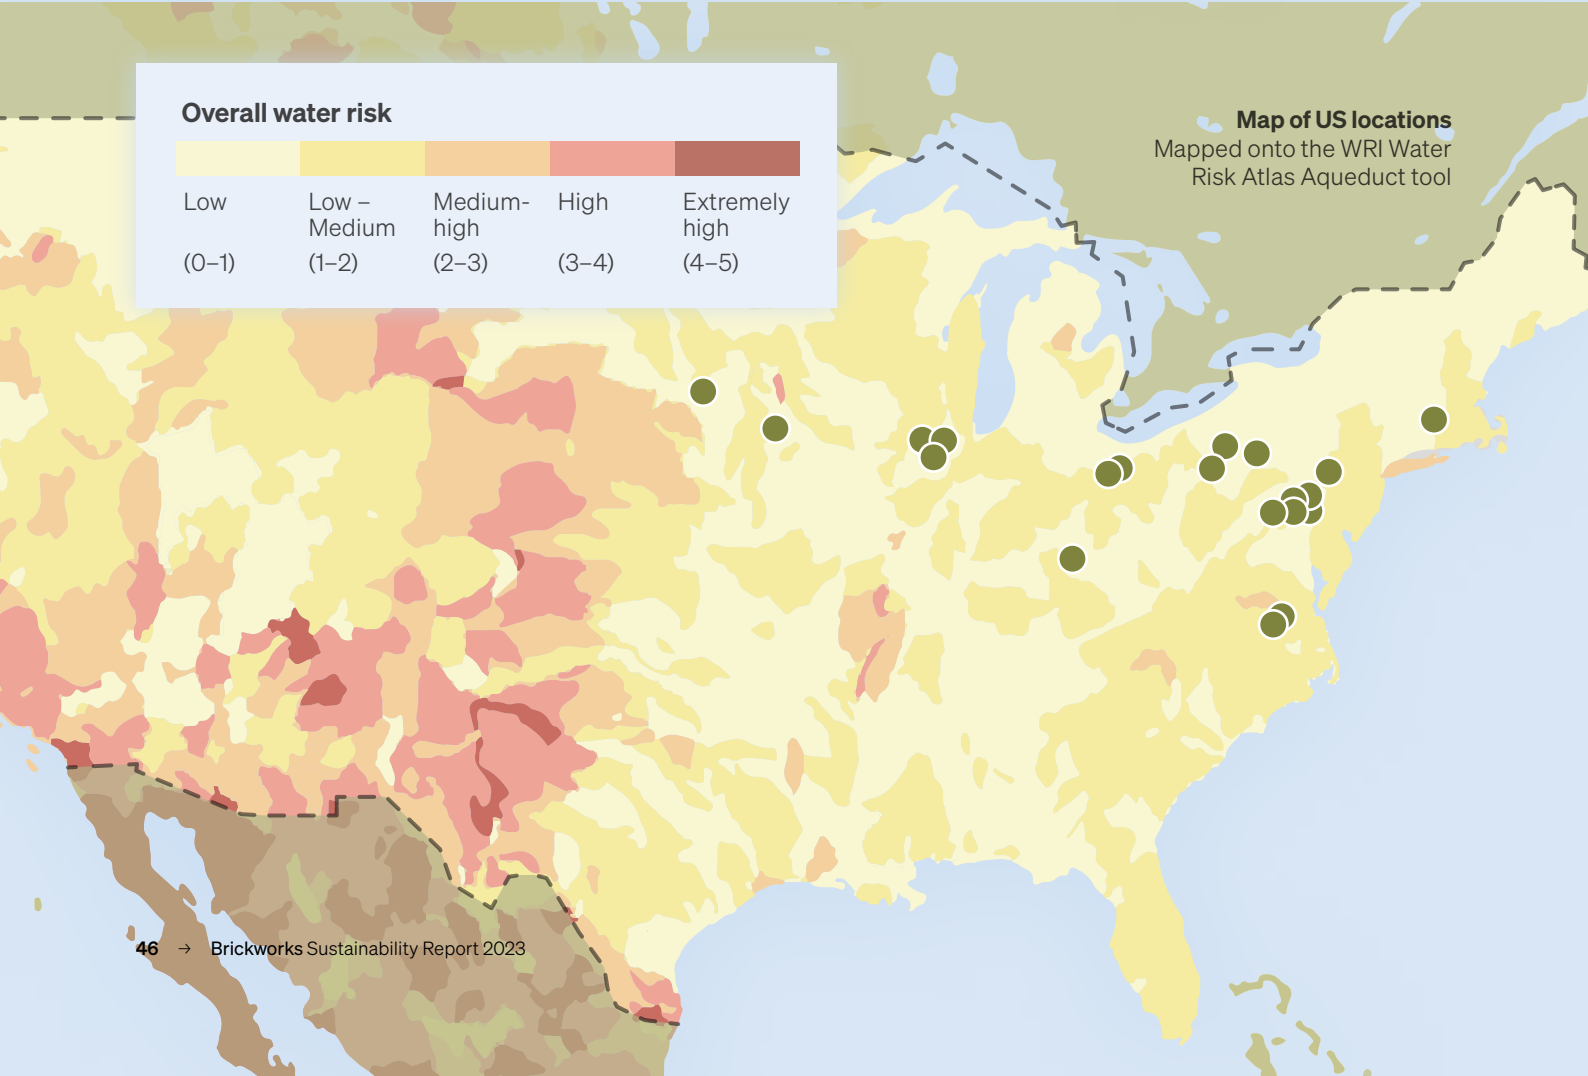 Overall water risk
Low
(0–1)
Low –
Medium
(1–2)
Medium-
high
(2–3)
High
(3–4)
Extremely
high
(4–5)
Map of US locations
Mapped onto the WRI Water
Risk Atlas Aqueduct tool
46 → Brickworks Sustainability Report 2023